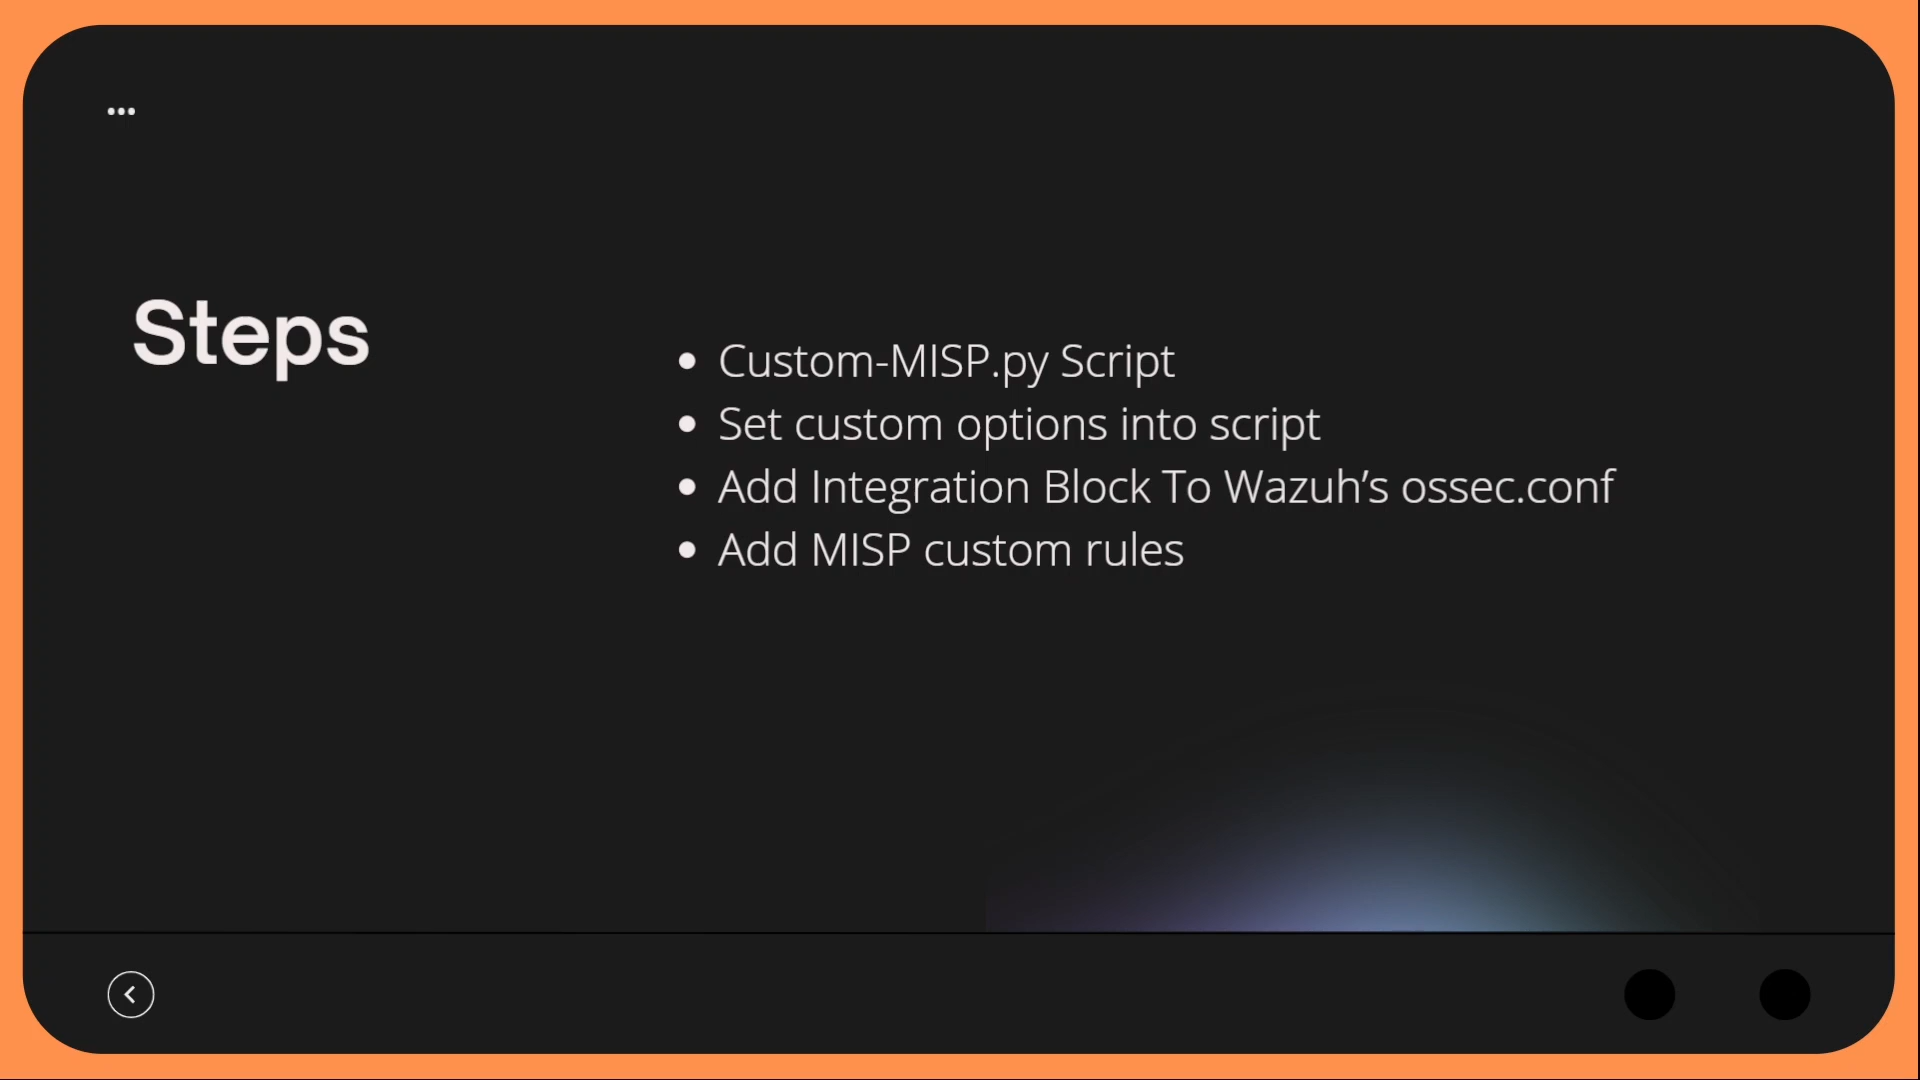 Steps
Custom-MISP.py Script
Set custom options into script
Add Integration Block To Wazuh’s ossec.conf
Add MISP custom rules